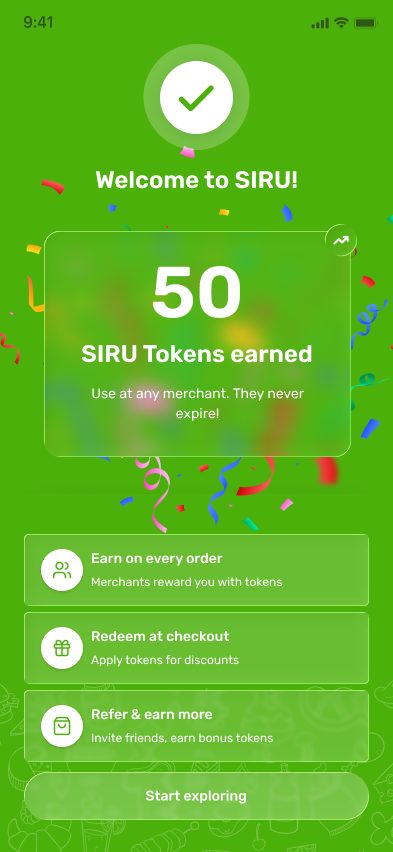 9:41
Welcome to SIRU!
50
SIRU Tokens earned
Use at any merchant. They never
expire!
Earn on every order
Merchants reward you with tokens
Redeem at checkout
Apply tokens for discounts
Refer & earn more
Invite friends, earn bonus tokens
Start exploring